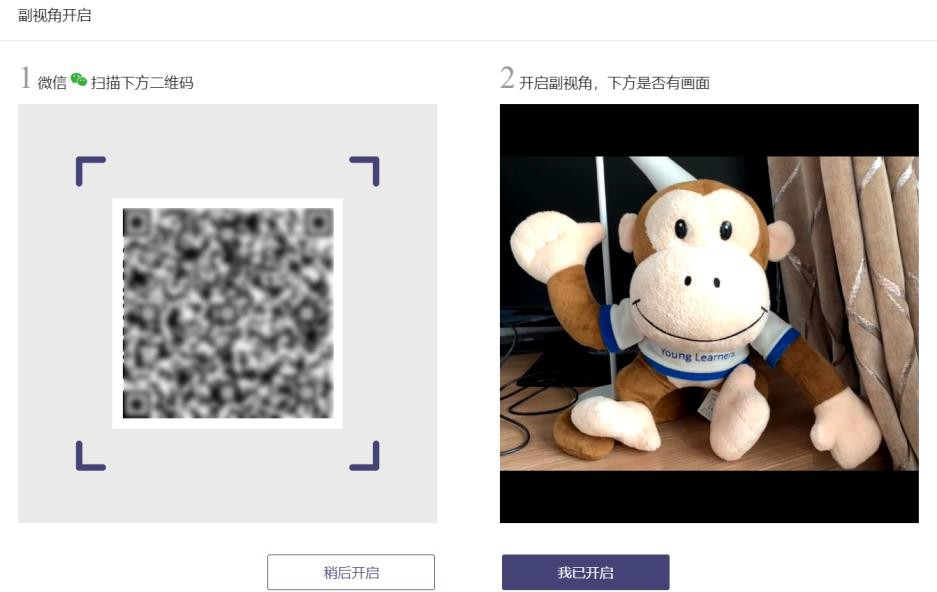 副视角开启
1 微信 扫描下方二维码
2 开启副视角，下方是否有画面
Young Learners
稍后开启
我已开启